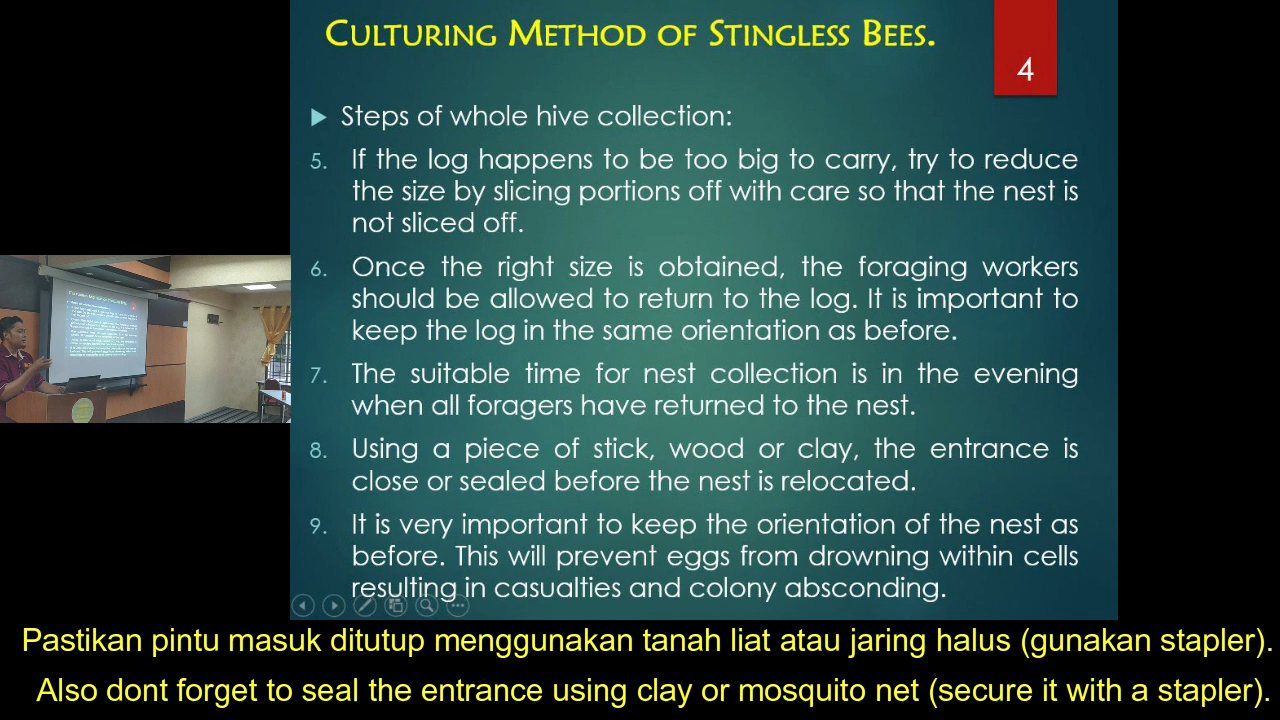 CULTURING METHOD OF STINGLESS BEES.
4
Steps of whole hive collection:
5. If the log happens to be too big to carry, try to reduce
the size by slicing portions off with care so that the nest is
not sliced off.
6. Once the right size is obtained, the foraging workers
should be allowed to return to the log. It is important to
keep the log in the same orientation as before.
7. The suitable time for nest collection is in the evening
when all foragers have returned to the nest.
8. Using a piece of stick, wood or clay, the entrance is
close or sealed before the nest is relocated.
9. It is very important to keep the orientation of the nest as
before. This will prevent eggs from drowning within cells
resulting in casualties and colony absconding.
Pastikan pintu masuk ditutup menggunakan tanah liat atau jaring halus (gunakan stapler).
Also dont forget to seal the entrance using clay or mosquito net (secure it with a stapler).